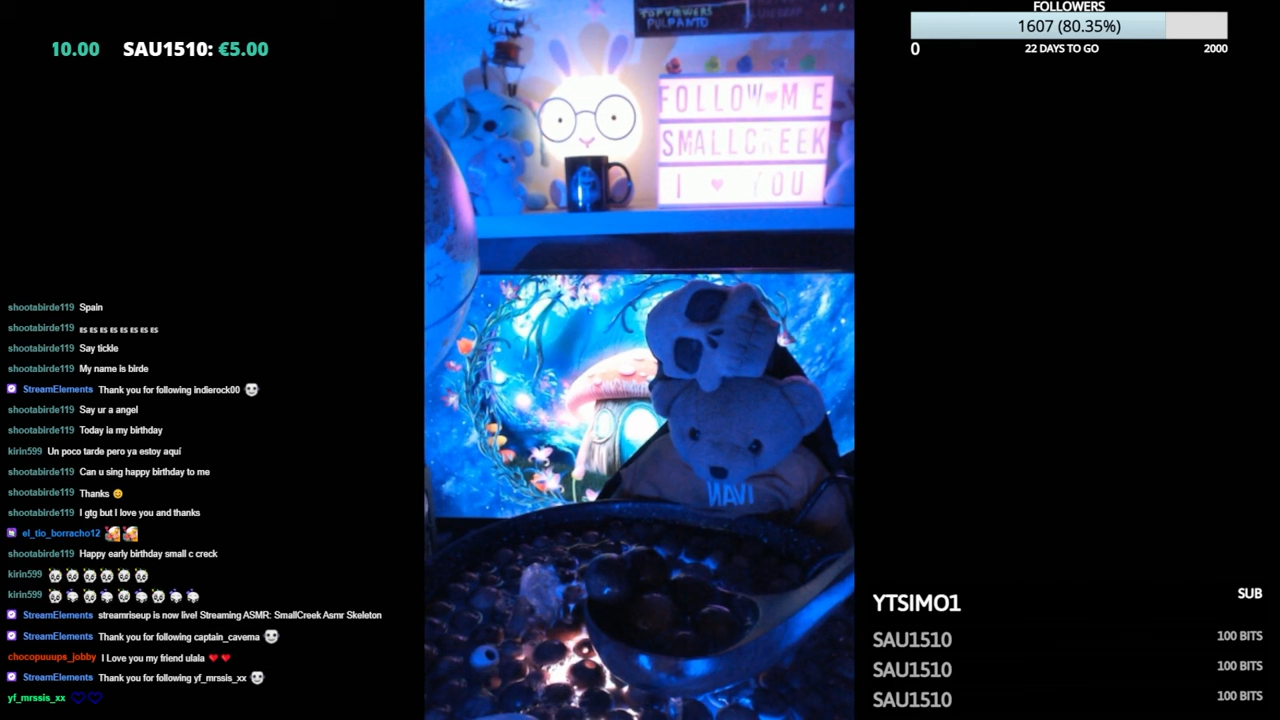 10.00 SAU1510: €5.00
FOLLOWERS
1607 (80.35%)
0 22 DAYS TO GO 2000
TOPVIEWERS
PULPANTO
FOLLOW♥ME
SMALLCREEK
I ♥ YOU
NAVI
shootabirde119 Spain
shootabirde119 ES ES ES ES ES ES ES ES
shootabirde119 Say tickle
shootabirde119 My name is birde
StreamElements Thank you for following indierock00
shootabirde119 Say ur a angel
shootabirde119 Today ia my birthday
kirin599 Un poco tarde pero ya estoy aquí
shootabirde119 Can u sing happy birthday to me
shootabirde119 Thanks 😊
shootabirde119 I gtg but I love you and thanks
el_tio_borracho12
shootabirde119 Happy early birthday small c creck
kirin599
kirin599
StreamElements streamriseup is now live! Streaming ASMR: SmallCreek Asmr Skeleton
StreamElements Thank you for following captain_caverna
chocopuuups_jobby I Love you my friend ulala ♥♥
StreamElements Thank you for following yf_mrssis_xx
yf_mrssis_xx
YTSIMO1 SUB
SAU1510 100 BITS
SAU1510 100 BITS
SAU1510 100 BITS